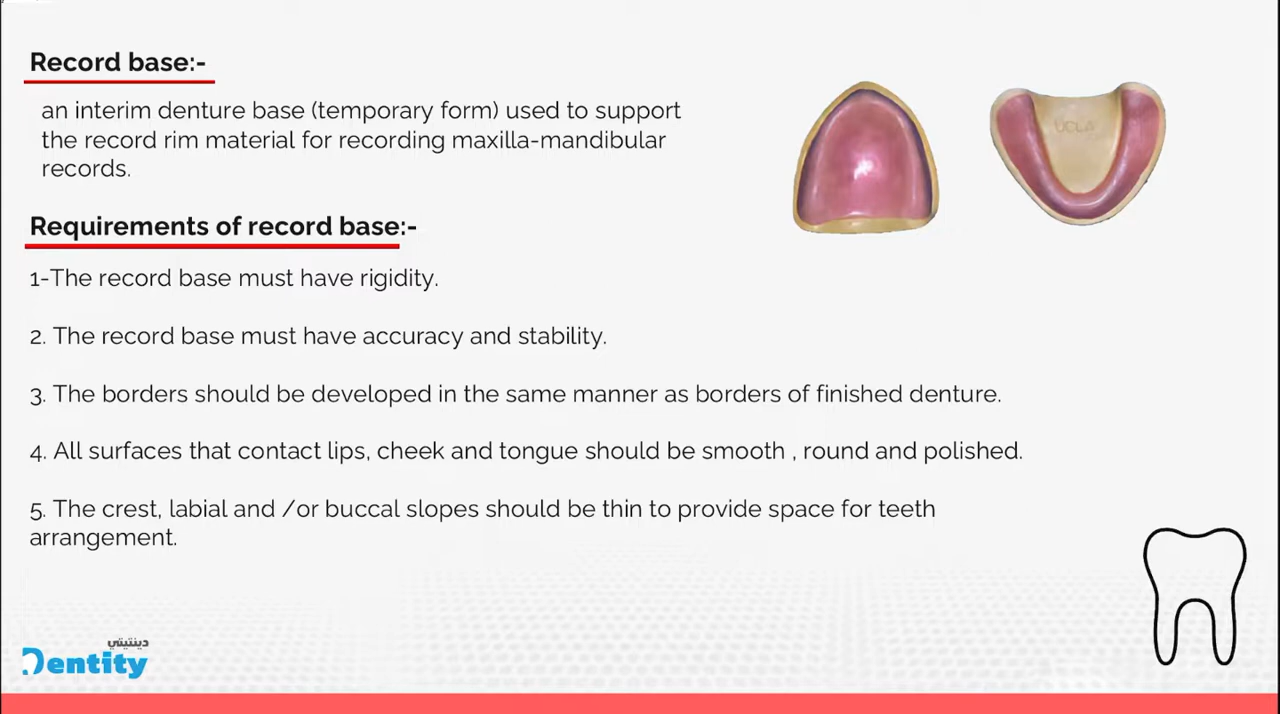 Record base:-
an interim denture base (temporary form) used to support
the record rim material for recording maxilla-mandibular
records.
UCLA
Requirements of record base:-
1-The record base must have rigidity.
2. The record base must have accuracy and stability.
3. The borders should be developed in the same manner as borders of finished denture.
4. All surfaces that contact lips, cheek and tongue should be smooth , round and polished.
5. The crest, labial and /or buccal slopes should be thin to provide space for teeth
arrangement.
دينتيتي
Dentity